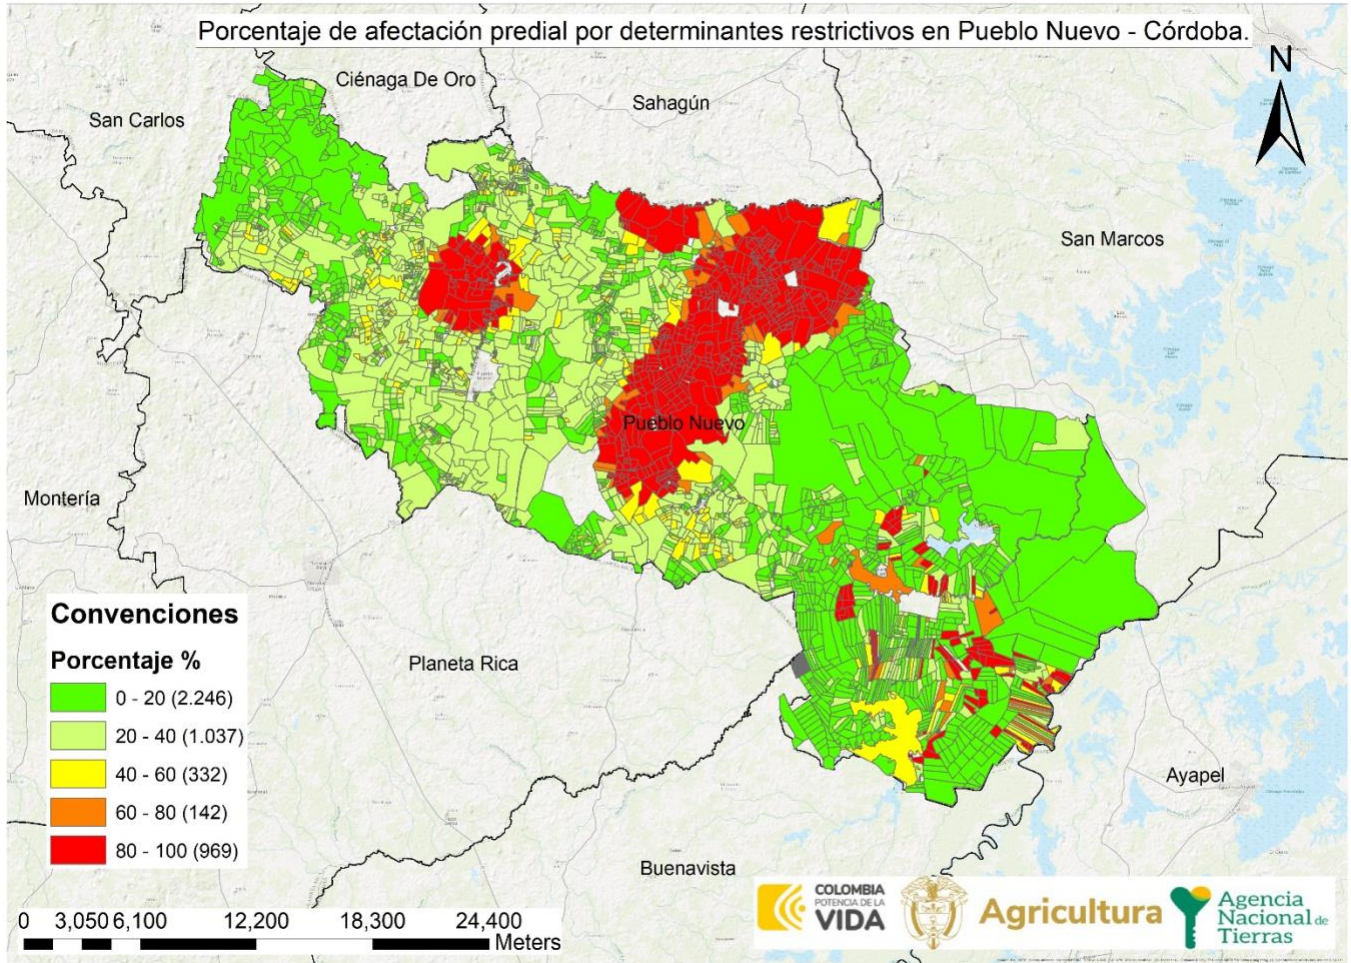 Porcentaje de afectación predial por determinantes restrictivos en Pueblo Nuevo - Córdoba.
N
Ciénaga De Oro
Sahagún
San Carlos
San Marcos
Pueblo Nuevo
Montería
Planeta Rica
Ayapel
Buenavista
Convenciones
Porcentaje %
0 - 20 (2.246)
20 - 40 (1.037)
40 - 60 (332)
60 - 80 (142)
80 - 100 (969)
0 3,050 6,100 12,200 18,300 24,400
Meters
COLOMBIA
POTENCIA DE LA
VIDA
Agricultura
Agencia
Nacional de
Tierras